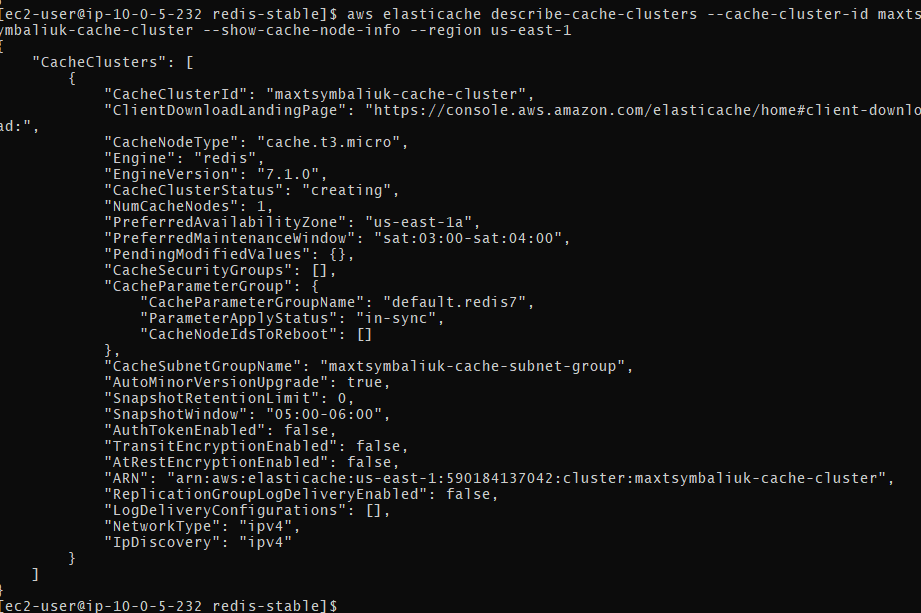 [ec2-user@ip-10-0-5-232 redis-stable]$ aws elasticache describe-cache-clusters --cache-cluster-id maxts
ymbaliuk-cache-cluster --show-cache-node-info --region us-east-1
{
    "CacheClusters": [
        {
            "CacheClusterId": "maxtsymbaliuk-cache-cluster",
            "ClientDownloadLandingPage": "https://console.aws.amazon.com/elasticache/home#client-downlo
ad:",
            "CacheNodeType": "cache.t3.micro",
            "Engine": "redis",
            "EngineVersion": "7.1.0",
            "CacheClusterStatus": "creating",
            "NumCacheNodes": 1,
            "PreferredAvailabilityZone": "us-east-1a",
            "PreferredMaintenanceWindow": "sat:03:00-sat:04:00",
            "PendingModifiedValues": {},
            "CacheSecurityGroups": [],
            "CacheParameterGroup": {
                "CacheParameterGroupName": "default.redis7",
                "ParameterApplyStatus": "in-sync",
                "CacheNodeIdsToReboot": []
            },
            "CacheSubnetGroupName": "maxtsymbaliuk-cache-subnet-group",
            "AutoMinorVersionUpgrade": true,
            "SnapshotRetentionLimit": 0,
            "SnapshotWindow": "05:00-06:00",
            "AuthTokenEnabled": false,
            "TransitEncryptionEnabled": false,
            "AtRestEncryptionEnabled": false,
            "ARN": "arn:aws:elasticache:us-east-1:590184137042:cluster:maxtsymbaliuk-cache-cluster",
            "ReplicationGroupLogDeliveryEnabled": false,
            "LogDeliveryConfigurations": [],
            "NetworkType": "ipv4",
            "IpDiscovery": "ipv4"
        }
    ]
}
[ec2-user@ip-10-0-5-232 redis-stable]$